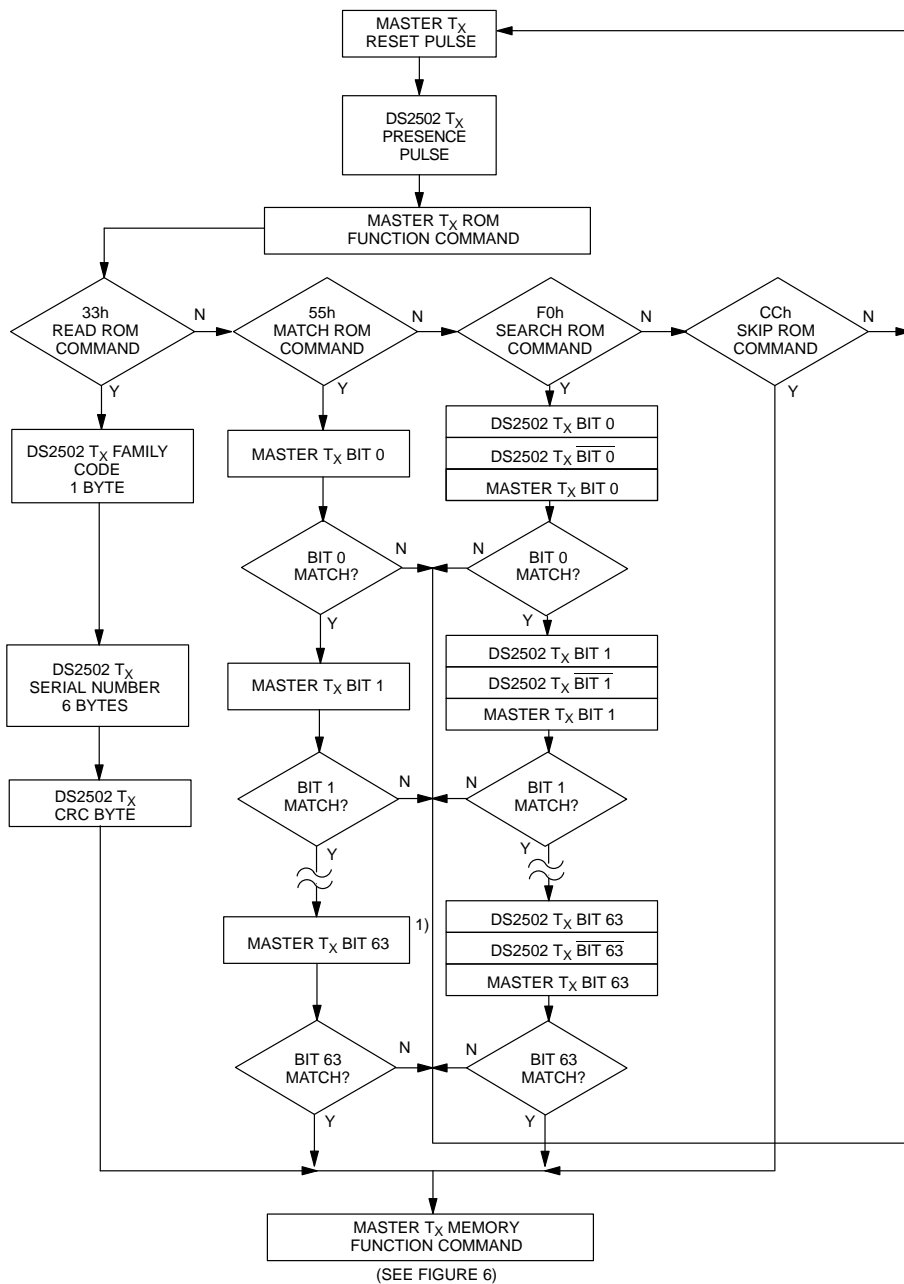 MASTER TX
RESET PULSE
DS2502 TX
PRESENCE
PULSE
MASTER TX ROM
FUNCTION COMMAND
33h
READ ROM
COMMAND
N
Y
55h
MATCH ROM
COMMAND
N
Y
F0h
SEARCH ROM
COMMAND
N
Y
CCh
SKIP ROM
COMMAND
N
Y
DS2502 TX FAMILY
CODE
1 BYTE
DS2502 TX
SERIAL NUMBER
6 BYTES
DS2502 TX
CRC BYTE
MASTER TX BIT 0
BIT 0
MATCH?
N
Y
MASTER TX BIT 1
BIT 1
MATCH?
N
Y
MASTER TX BIT 63
1)
BIT 63
MATCH?
N
Y
DS2502 TX BIT 0
DS2502 TX B̅I̅T̅ ̅0̅
MASTER TX BIT 0
BIT 0
MATCH?
N
Y
DS2502 TX BIT 1
DS2502 TX B̅I̅T̅ ̅1̅
MASTER TX BIT 1
BIT 1
MATCH?
N
Y
DS2502 TX BIT 63
DS2502 TX B̅I̅T̅ ̅6̅3̅
MASTER TX BIT 63
BIT 63
MATCH?
N
Y
MASTER TX MEMORY
FUNCTION COMMAND
(SEE FIGURE 6)